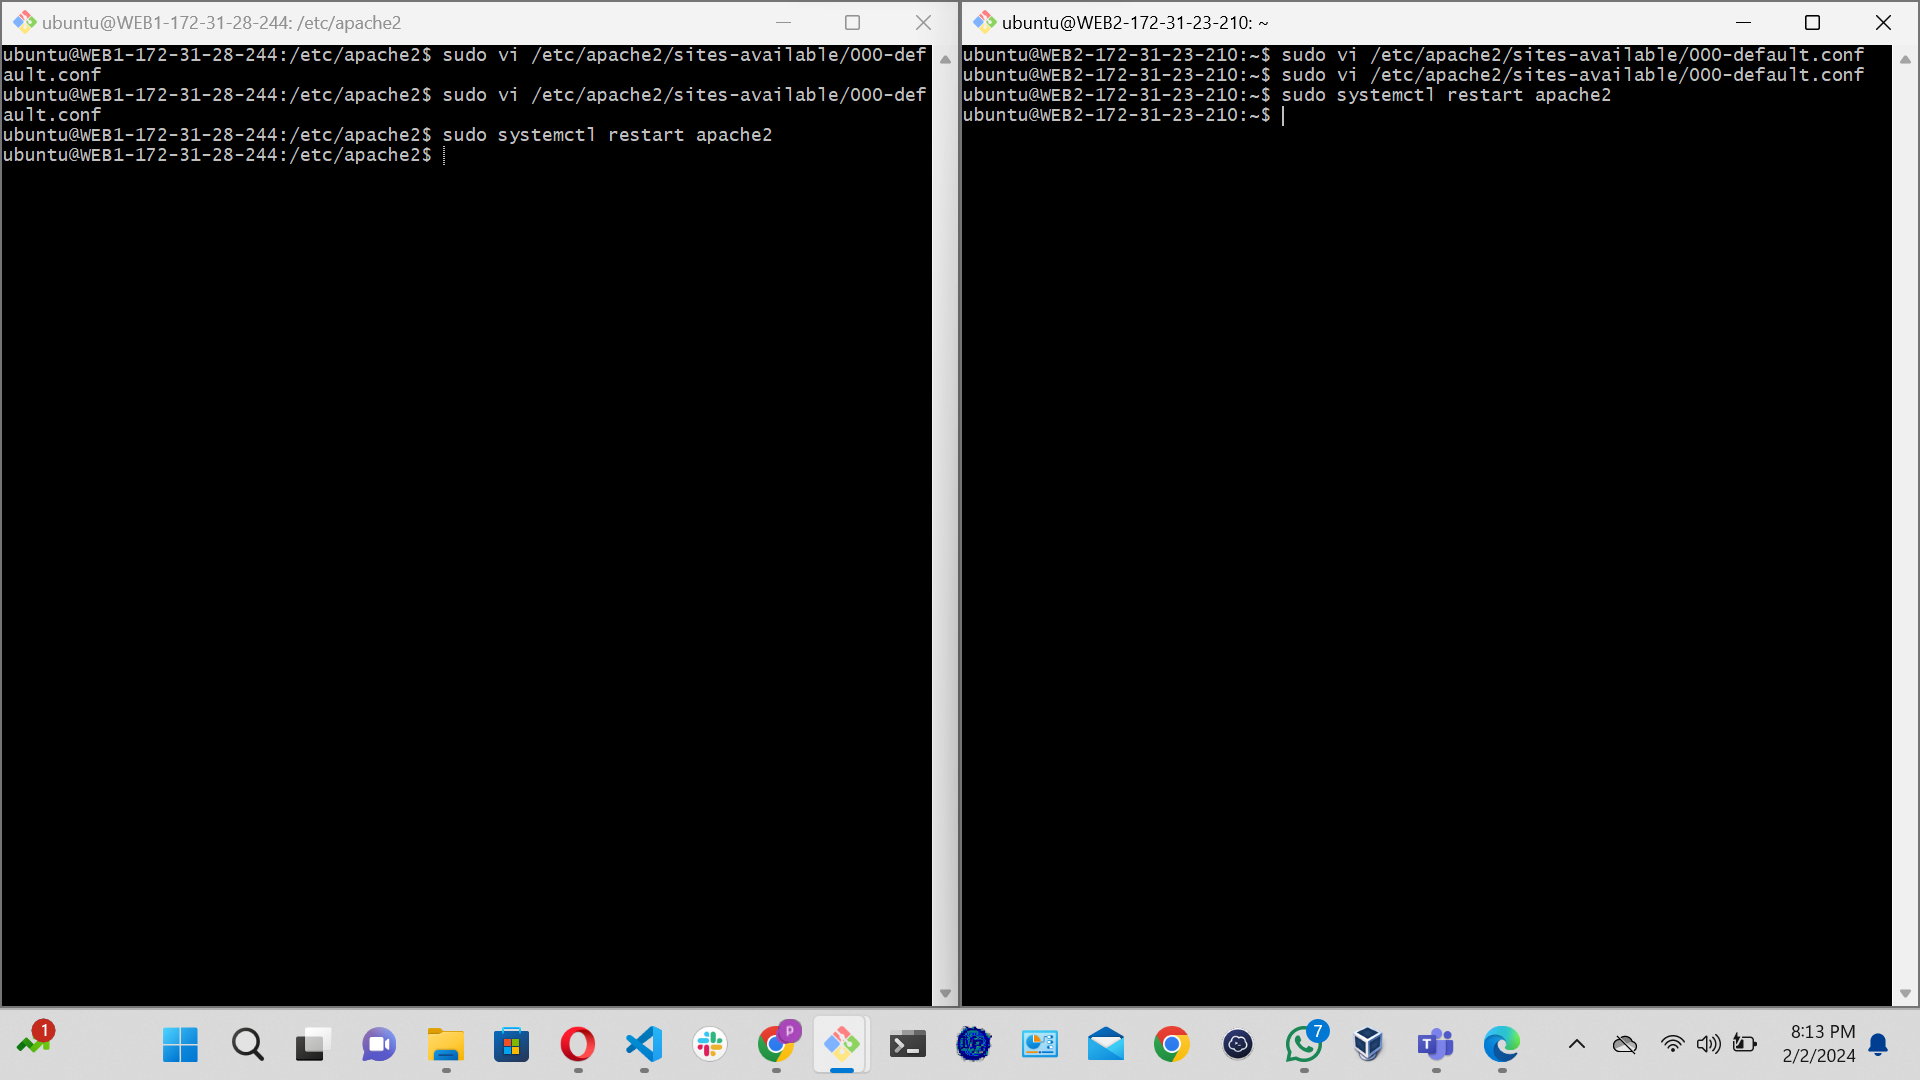 ubuntu@WEB1-172-31-28-244: /etc/apache2
ubuntu@WEB1-172-31-28-244:/etc/apache2$ sudo vi /etc/apache2/sites-available/000-def
ault.conf
ubuntu@WEB1-172-31-28-244:/etc/apache2$ sudo vi /etc/apache2/sites-available/000-def
ault.conf
ubuntu@WEB1-172-31-28-244:/etc/apache2$ sudo systemctl restart apache2
ubuntu@WEB1-172-31-28-244:/etc/apache2$
ubuntu@WEB2-172-31-23-210: ~
ubuntu@WEB2-172-31-23-210:~$ sudo vi /etc/apache2/sites-available/000-default.conf
ubuntu@WEB2-172-31-23-210:~$ sudo vi /etc/apache2/sites-available/000-default.conf
ubuntu@WEB2-172-31-23-210:~$ sudo systemctl restart apache2
ubuntu@WEB2-172-31-23-210:~$
1
p
7
8:13 PM
2/2/2024